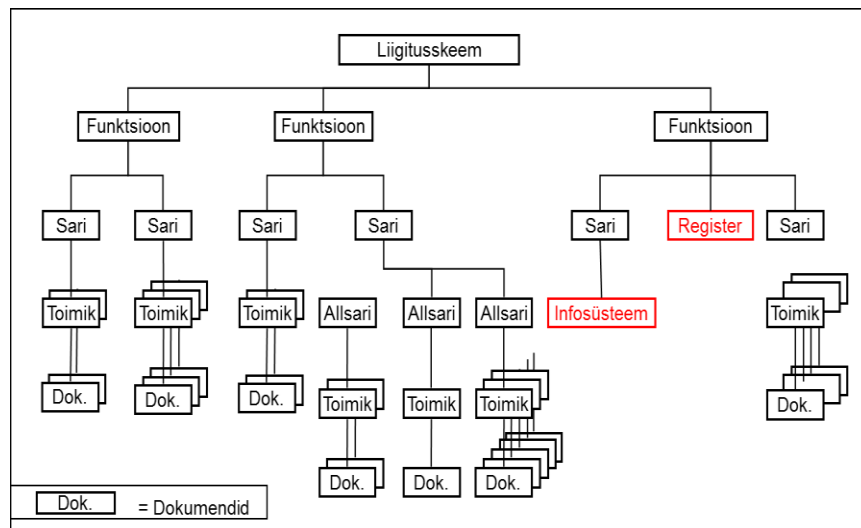 Liigitusskeem
Funktsioon Funktsioon Funktsioon
Sari Sari Sari Sari Sari Register Sari
Toimik Toimik Toimik Allsari Allsari Allsari Infosüsteem Toimik
Dok. Dok. Dok. Toimik Toimik Toimik Dok.
Dok. Dok. Dok.
Dok. = Dokumendid